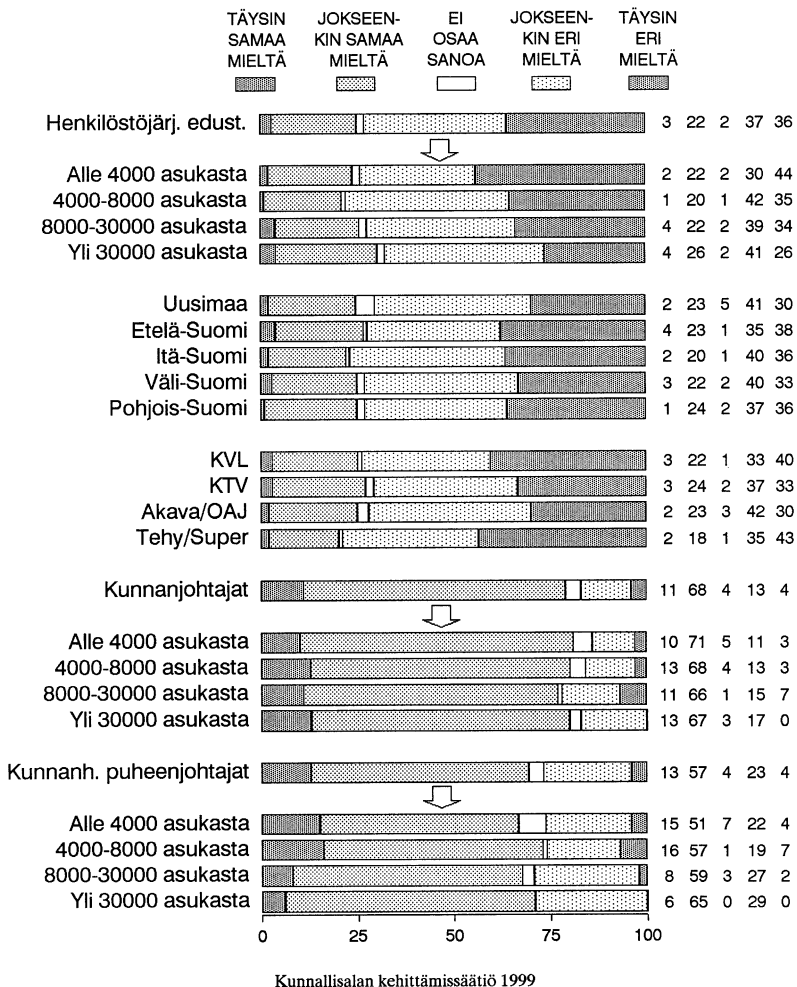 TÄYSIN JOKSEEN- EI JOKSEEN- TÄYSIN
SAMAA KIN SAMAA OSAA KIN ERI ERI
MIELTÄ MIELTÄ SANOA MIELTÄ MIELTÄ
Henkilöstöjärj. edust. 3 22 2 37 36
Alle 4000 asukasta 2 22 2 30 44
4000-8000 asukasta 1 20 1 42 35
8000-30000 asukasta 4 22 2 39 34
Yli 30000 asukasta 4 26 2 41 26
Uusimaa 2 23 5 41 30
Etelä-Suomi 4 23 1 35 38
Itä-Suomi 2 20 1 40 36
Väli-Suomi 3 22 2 40 33
Pohjois-Suomi 1 24 2 37 36
KVL 3 22 1 33 40
KTV 3 24 2 37 33
Akava/OAJ 2 23 3 42 30
Tehy/Super 2 18 1 35 43
Kunnanjohtajat 11 68 4 13 4
Alle 4000 asukasta 10 71 5 11 3
4000-8000 asukasta 13 68 4 13 3
8000-30000 asukasta 11 66 1 15 7
Yli 30000 asukasta 13 67 3 17 0
Kunnanh. puheenjohtajat 13 57 4 23 4
Alle 4000 asukasta 15 51 7 22 4
4000-8000 asukasta 16 57 1 19 7
8000-30000 asukasta 8 59 3 27 2
Yli 30000 asukasta 6 65 0 29 0
0 25 50 75 100
Kunnallisalan kehittämissäätiö 1999